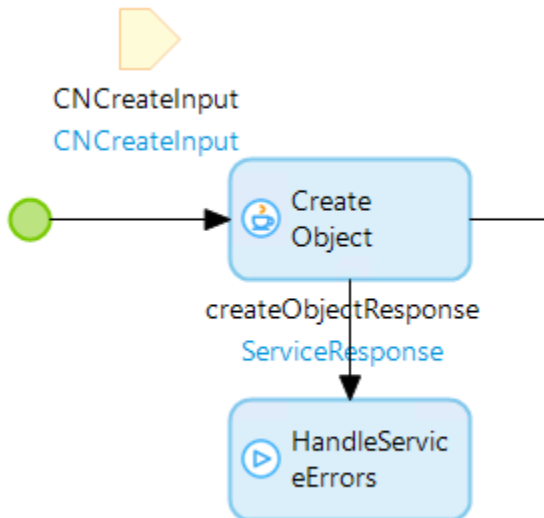 CNCreateInput
CNCreateInput
Create
Object
createObjectResponse
ServiceResponse
HandleServic
eErrors